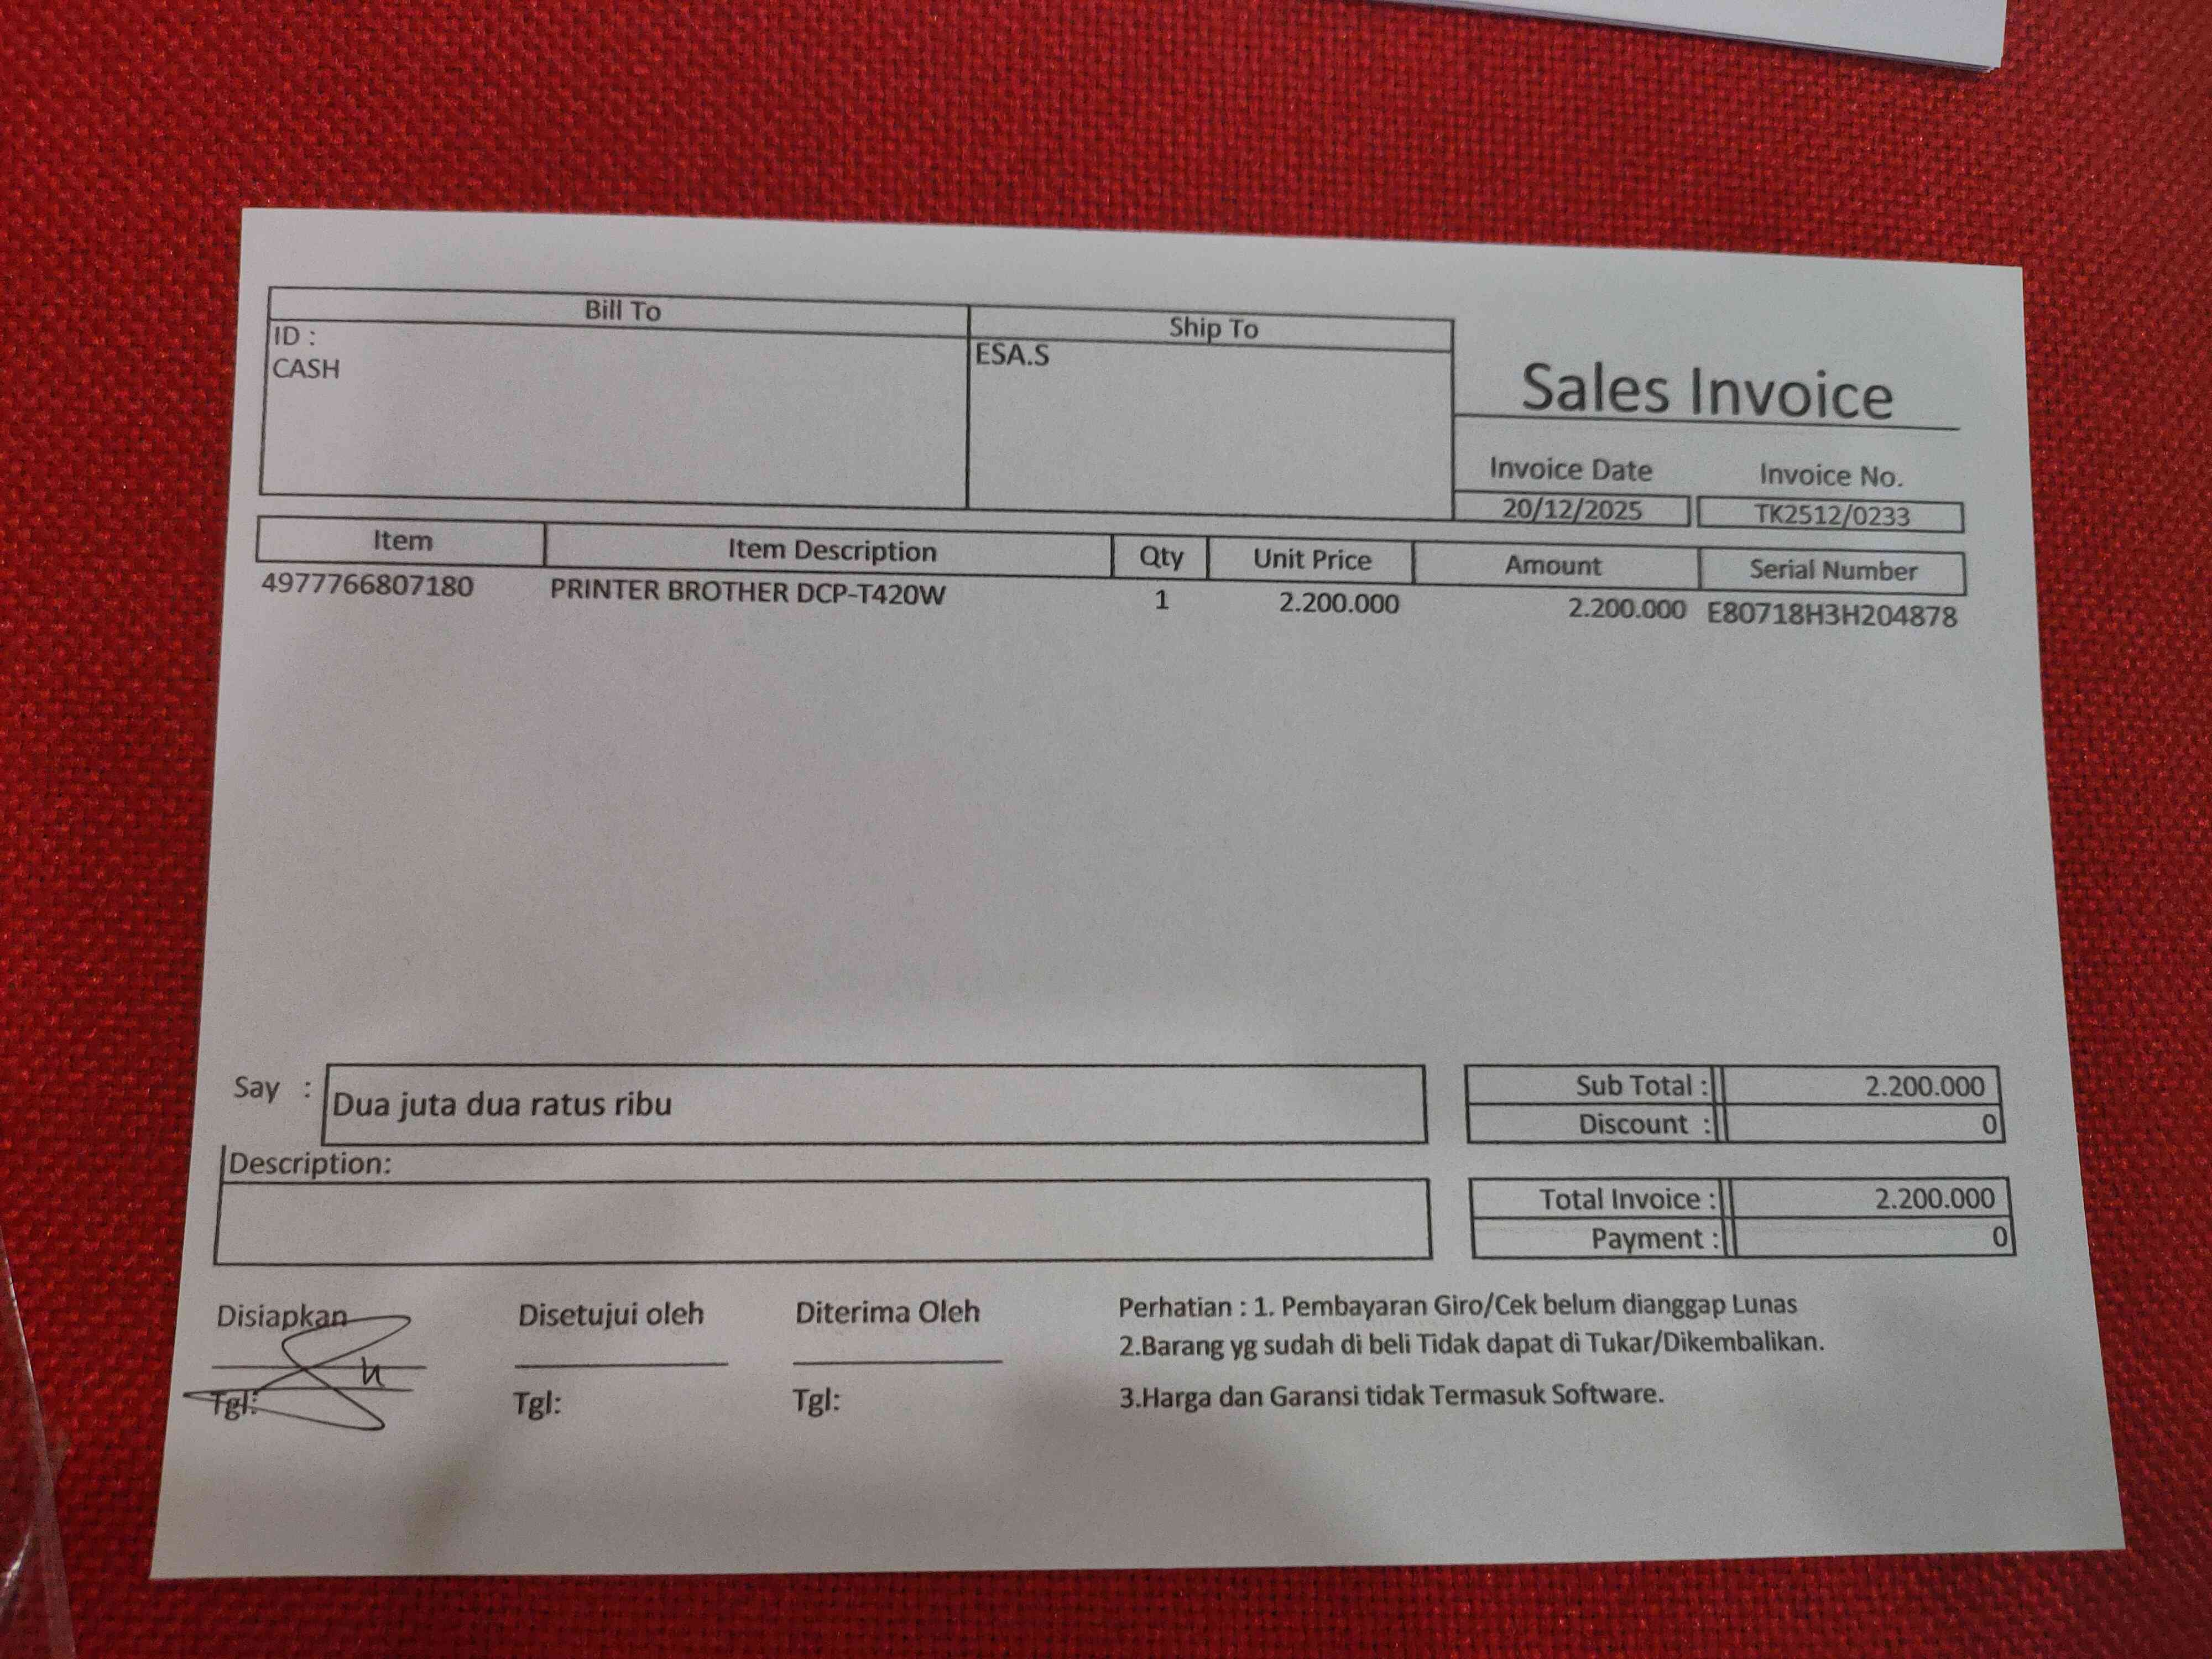 Bill To
Ship To
ID :
CASH
ESA.S
Sales Invoice
Invoice Date Invoice No.
20/12/2025 TK2512/0233
Item Item Description Qty Unit Price Amount Serial Number
4977766807180 PRINTER BROTHER DCP-T420W 1 2.200.000 2.200.000 E80718H3H204878
Say : Dua juta dua ratus ribu
Sub Total : 2.200.000
Discount : 0
Description:
Total Invoice : 2.200.000
Payment : 0
Disiapkan Disetujui oleh Diterima Oleh
Tgl: Tgl: Tgl:
Perhatian : 1. Pembayaran Giro/Cek belum dianggap Lunas
2.Barang yg sudah di beli Tidak dapat di Tukar/Dikembalikan.
3.Harga dan Garansi tidak Termasuk Software.